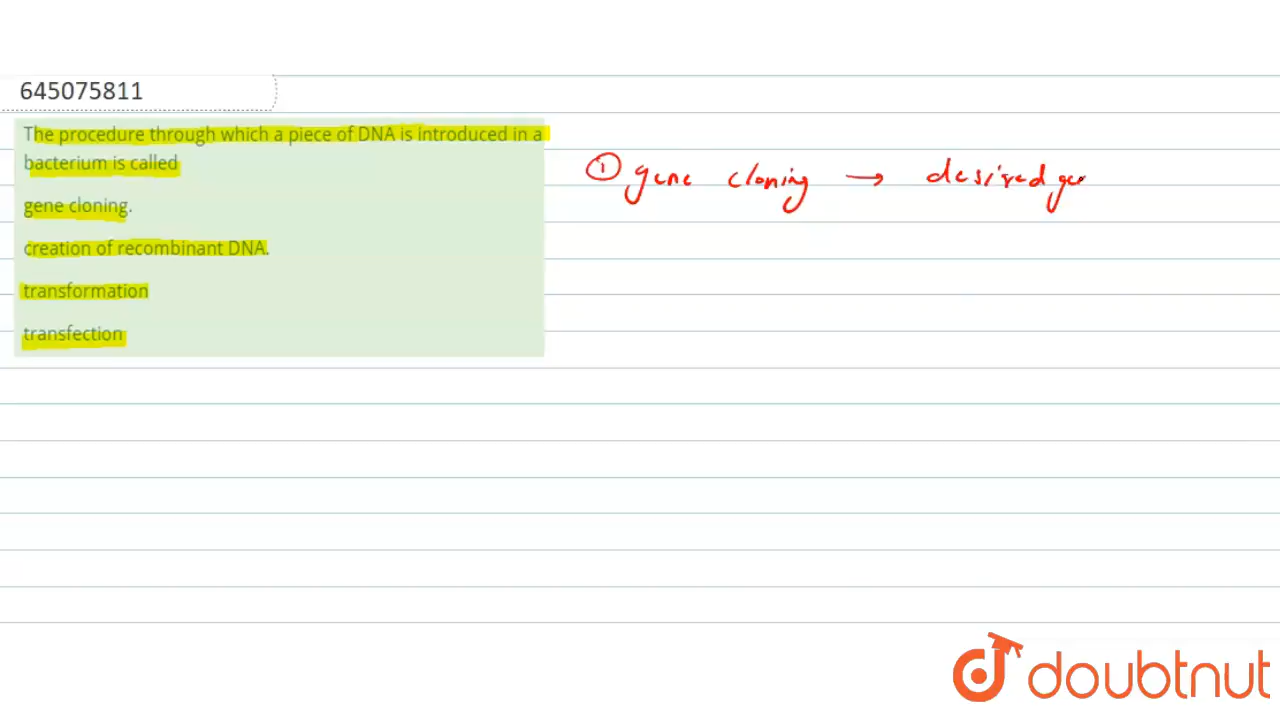 645075811
The procedure through which a piece of DNA is introduced in a
bacterium is called
gene cloning.
creation of recombinant DNA.
transformation
transfection
① gene cloning → desired ge
doubtnut